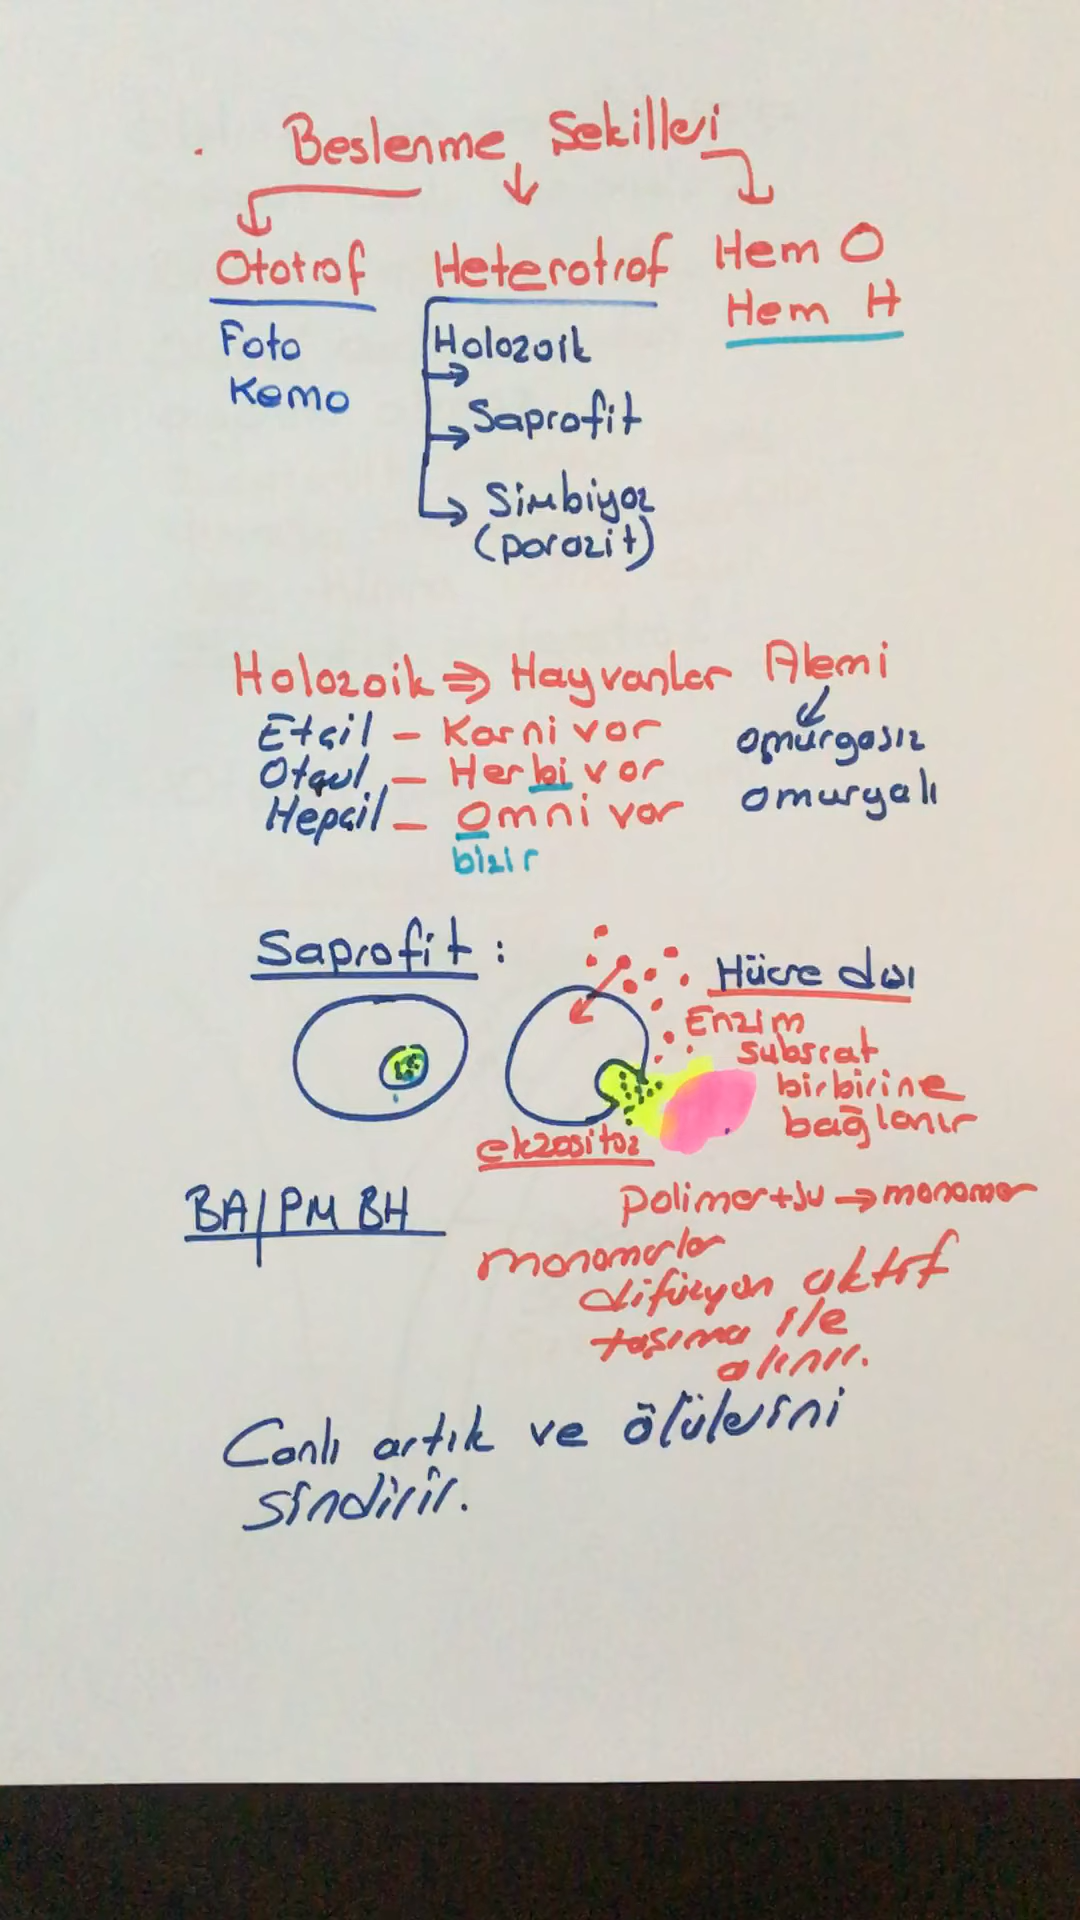 Beslenme Şekilleri
Ototrof
Foto
Kemo
Heterotrof
Holozoik
Saprofit
Simbiyoz
(parazit)
Hem O
Hem H
Holozoik ⇒ Hayvanlar Alemi
Etçil – Karnivor
Otçul – Herbivor
Hepçil – Omnivor
bizir
omurgasız
omurgalı
Saprofit :
Hücre dışı
Enzim
subsrat
birbirine
bağlanır
ekzositoz
BA/PM BH
Polimer+su → monomer
monomerler
difüzyon aktif
taşıma ile
alınır.
Canlı artık ve ölülerini
sindirir.